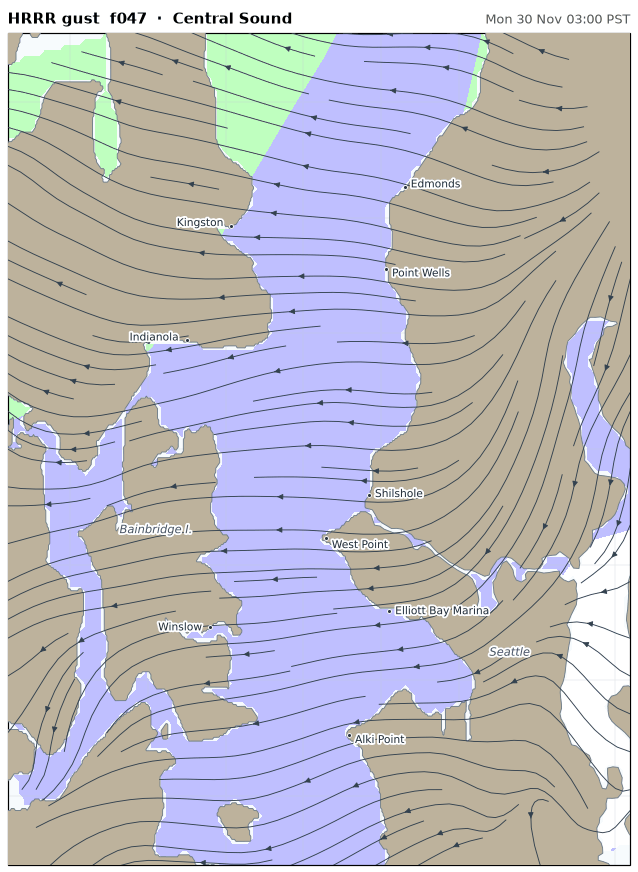 HRRR gust f047 · Central Sound
Mon 30 Nov 03:00 PST
Edmonds
Kingston
Point Wells
Indianola
Shilshole
Bainbridge I.
West Point
Elliott Bay Marina
Winslow
Seattle
Alki Point